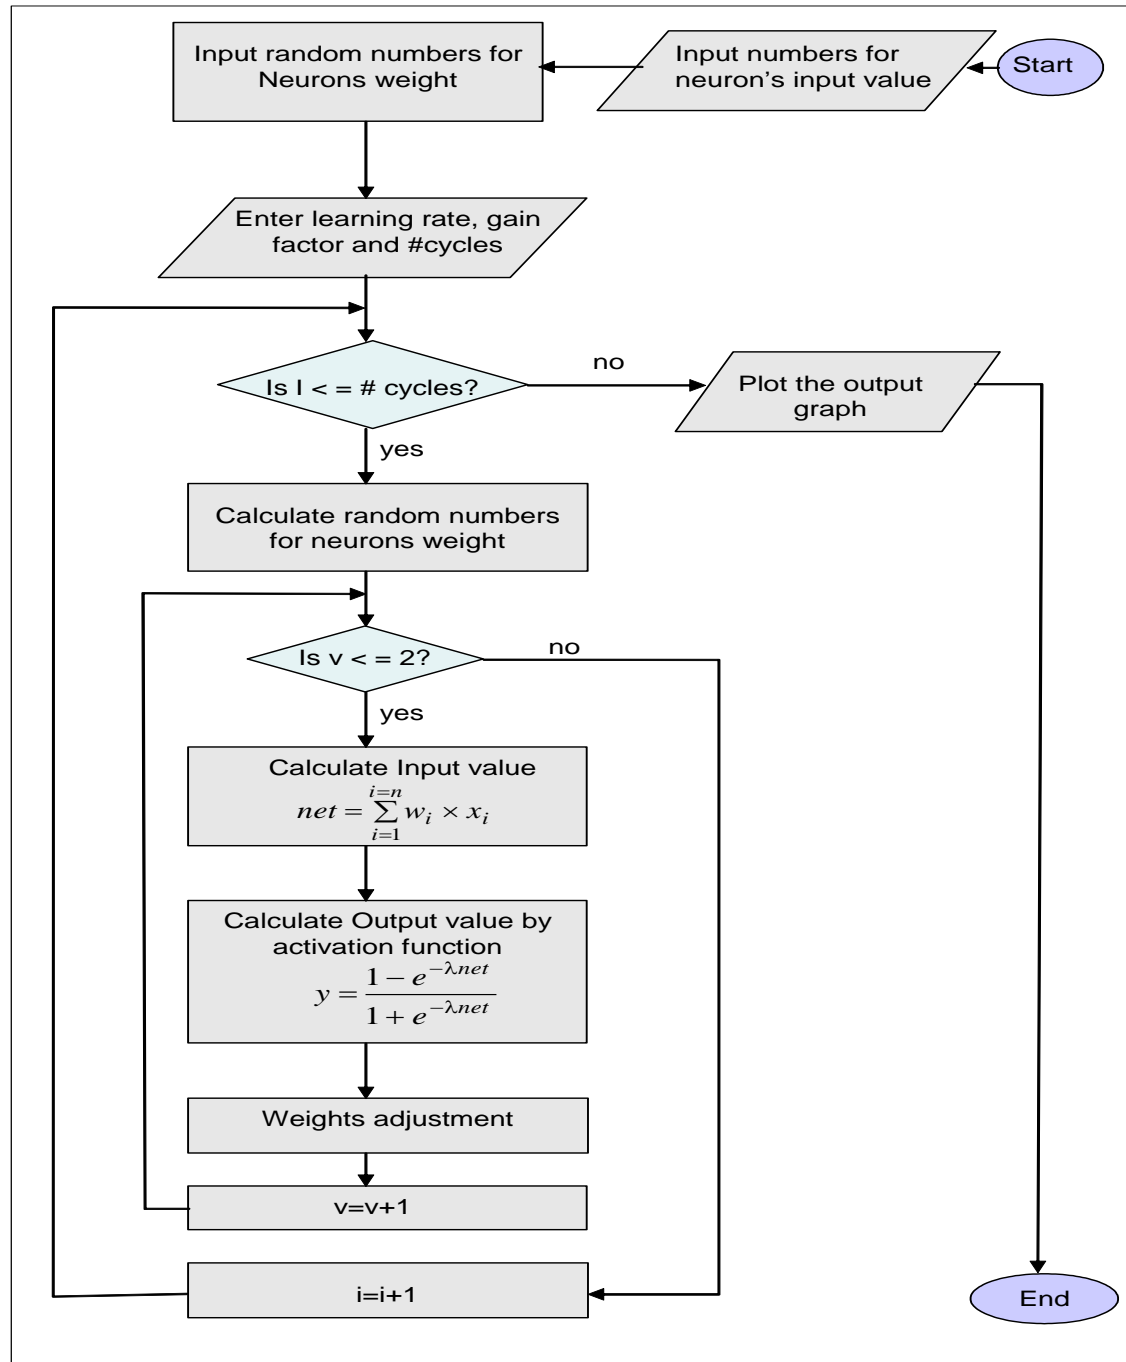 Start
Input numbers for
neuron's input value
Input random numbers for
Neurons weight
Enter learning rate, gain
factor and #cycles
Is I < = # cycles?
no
Plot the output
graph
yes
Calculate random numbers
for neurons weight
Is v < = 2?
no
yes
Calculate Input value
net = \sum_{i=1}^{i=n} w_i × x_i
Calculate Output value by
activation function
y = \frac{1 - e^{-λnet}}{1 + e^{-λnet}}
Weights adjustment
v=v+1
i=i+1
End